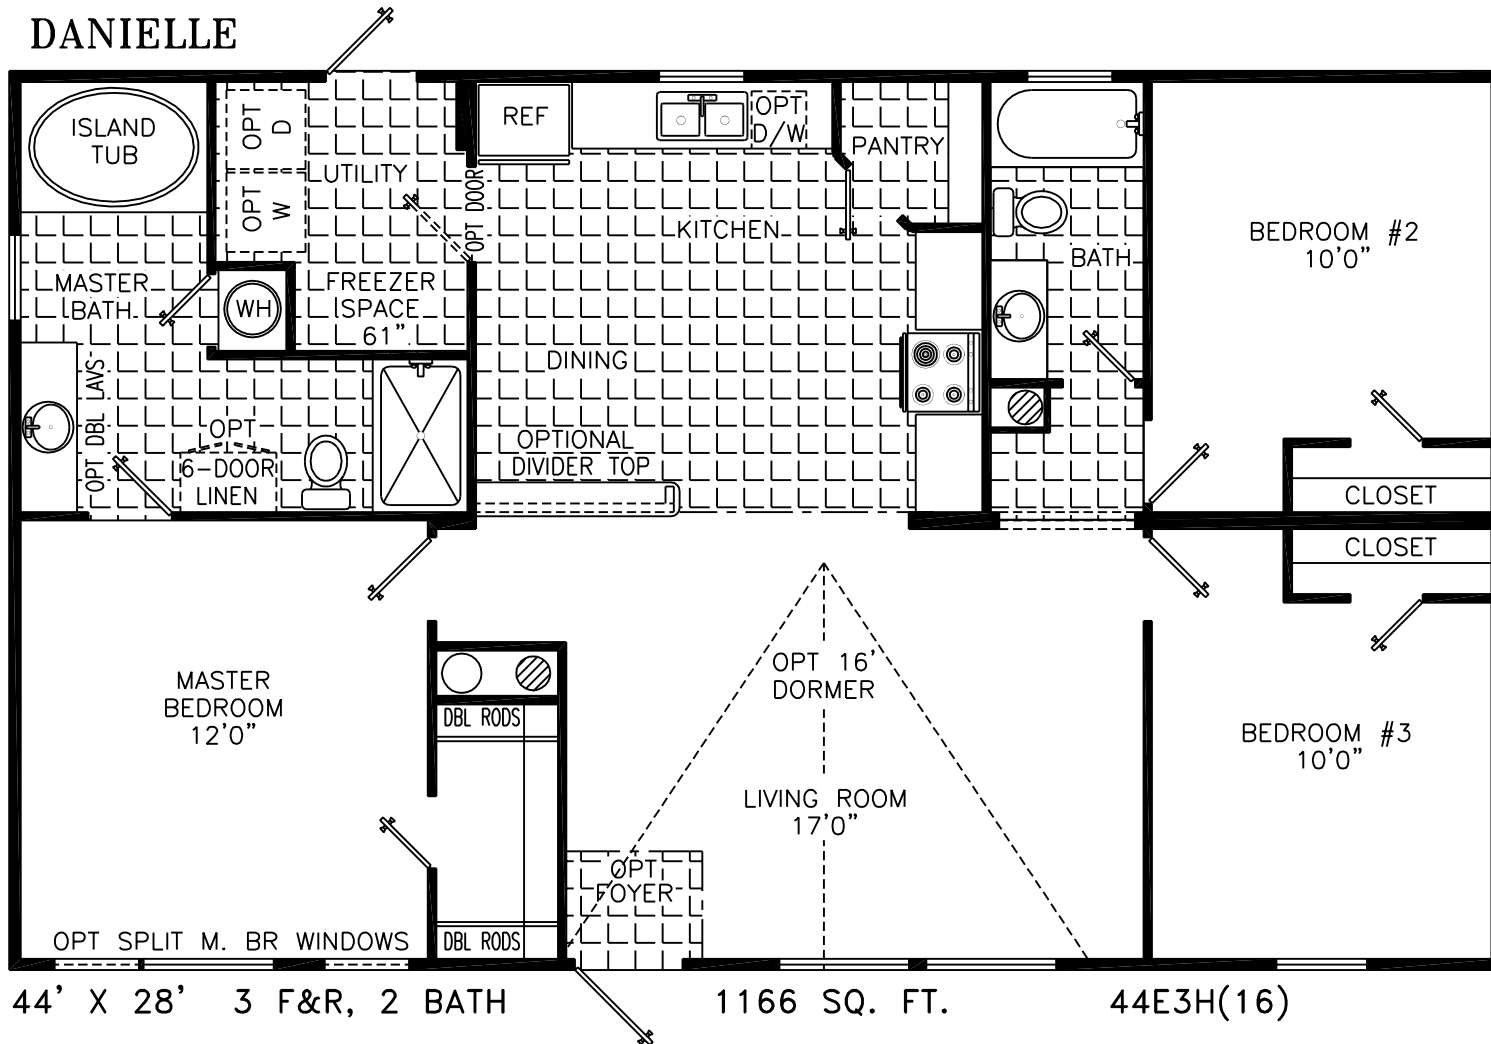 DANIELLE
ISLAND
TUB
OPT
D
OPT
W
UTILITY
OPT DOOR
REF
OPT
D/W
PANTRY
KITCHEN
BATH
BEDROOM #2
10'0"
MASTER
BATH
WH
FREEZER
SPACE
61"
DINING
OPT DBL LAVS
OPT
6-DOOR
LINEN
OPTIONAL
DIVIDER TOP
CLOSET
CLOSET
MASTER
BEDROOM
12'0"
DBL RODS
OPT 16'
DORMER
BEDROOM #3
10'0"
LIVING ROOM
17'0"
OPT
FOYER
OPT SPLIT M. BR WINDOWS
DBL RODS
44' X 28' 3 F&R, 2 BATH 1166 SQ. FT. 44E3H(16)